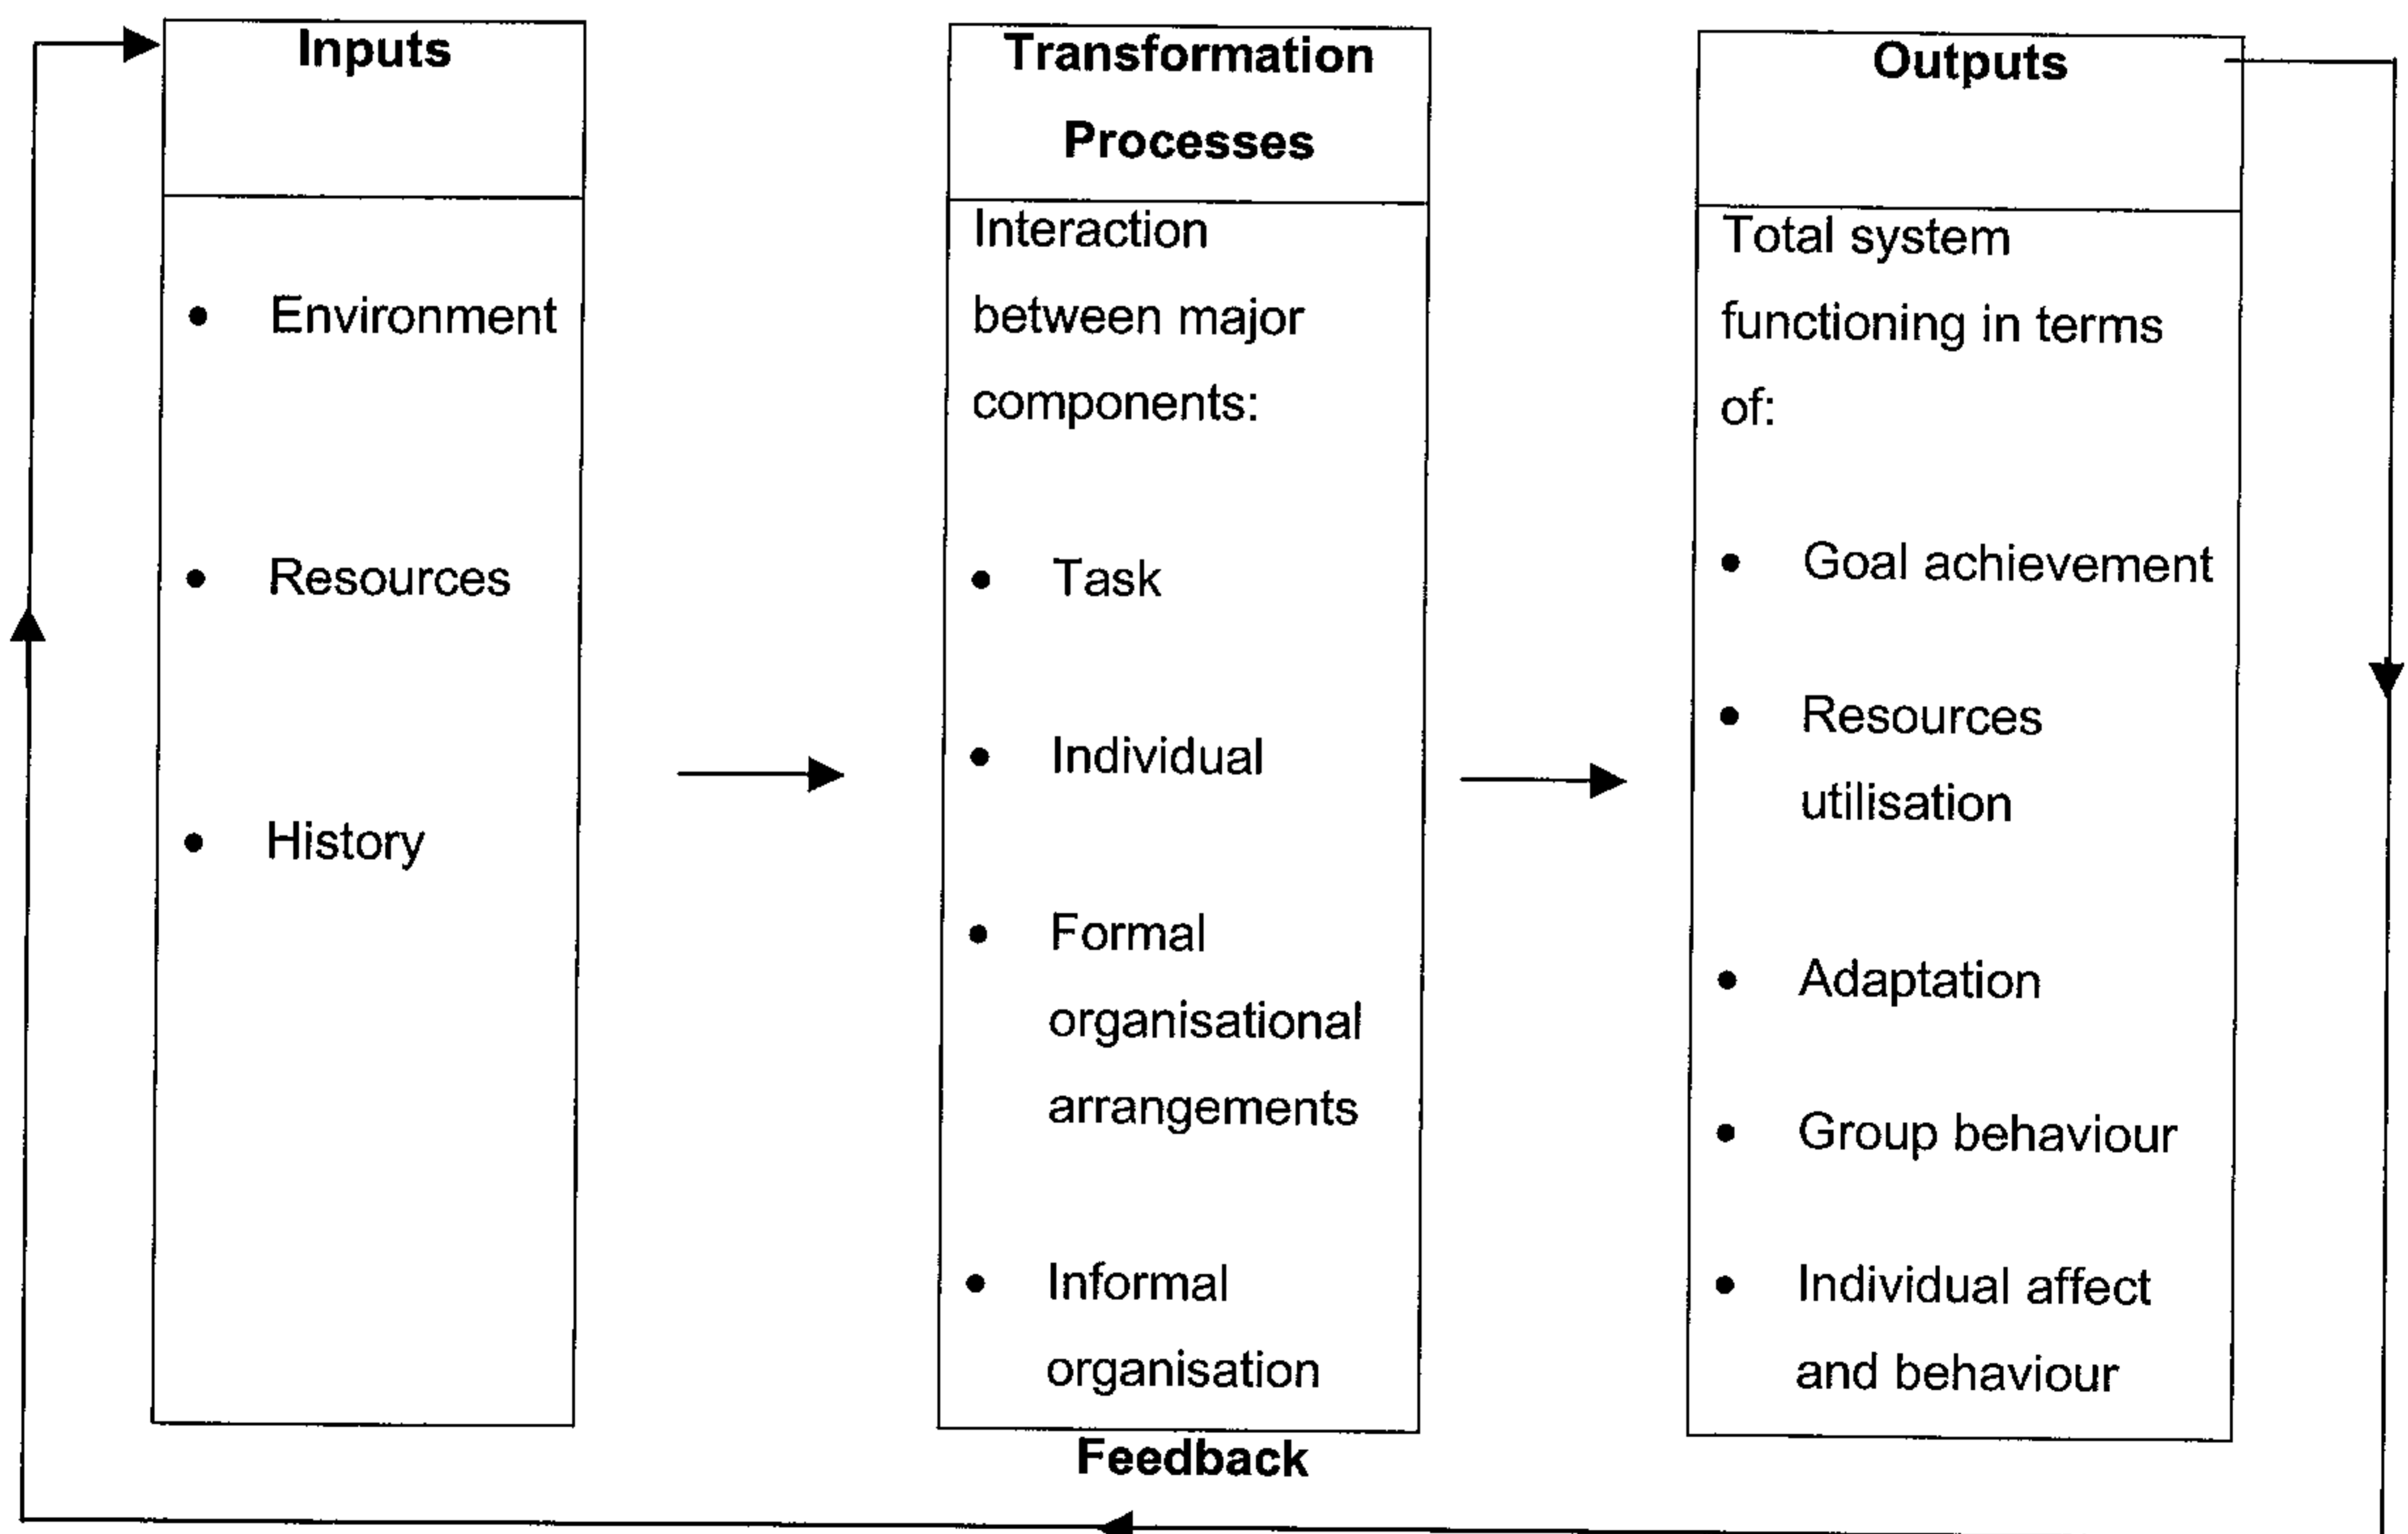 Inputs
• Environment
• Resources
• History
Transformation
Processes
Interaction
between major
components:
• Task
• Individual
• Formal
organisational
arrangements
• Informal
organisation
Outputs
Total system
functioning in terms
of:
• Goal achievement
• Resources
utilisation
• Adaptation
• Group behaviour
• Individual affect
and behaviour
Feedback